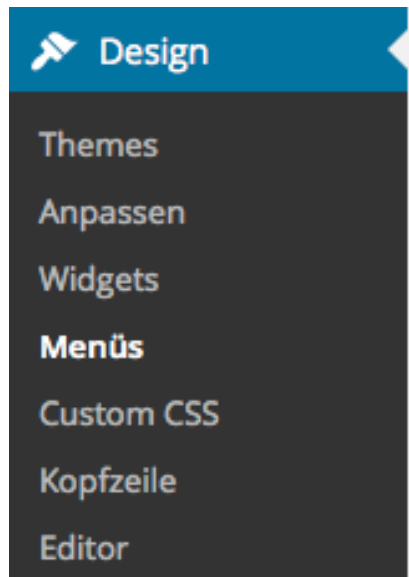 Design
Themes
Anpassen
Widgets
Menüs
Custom CSS
Kopfzeile
Editor